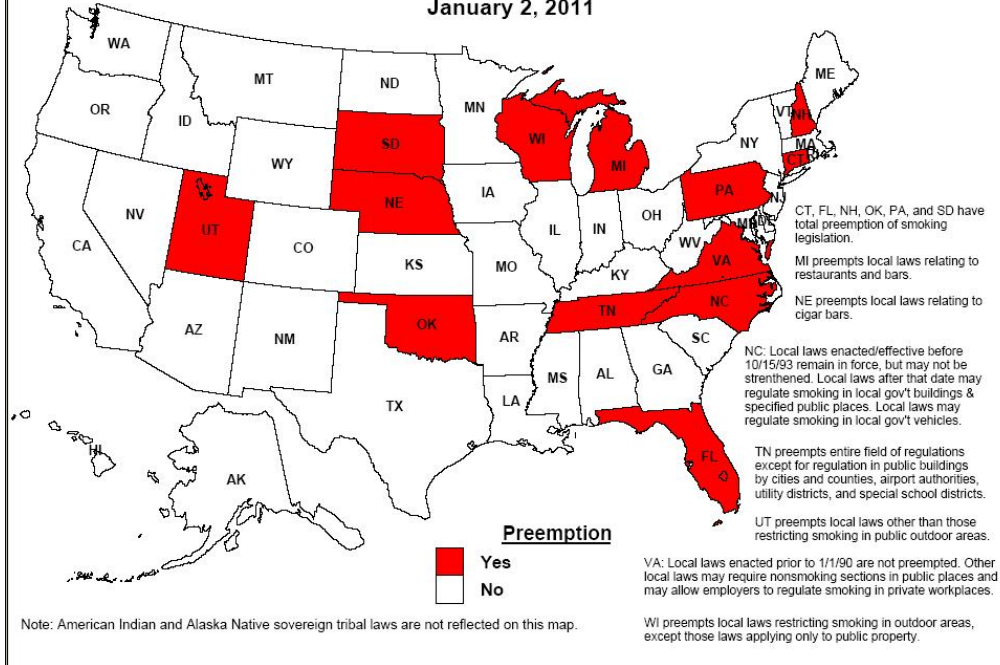 January 2, 2011
WA
MT
ND
MN
ME
OR
ID
WY
SD
WI
MI
VT
NH
NY
MA
CT
RI
NV
UT
NE
IA
PA
NJ
CA
CO
KS
MO
IL
IN
OH
WV
MD
DE
VA
KY
AZ
NM
OK
AR
TN
NC
SC
TX
LA
MS
AL
GA
FL
HI
AK
CT, FL, NH, OK, PA, and SD have
total preemption of smoking
legislation.
MI preempts local laws relating to
restaurants and bars.
NE preempts local laws relating to
cigar bars.
NC: Local laws enacted/effective before
10/15/93 remain in force, but may not be
strenthened. Local laws after that date may
regulate smoking in local gov't buildings &
specified public places. Local laws may
regulate smoking in local gov't vehicles.
TN preempts entire field of regulations
except for regulation in public buildings
by cities and counties, airport authorities,
utility districts, and special school districts.
UT preempts local laws other than those
restricting smoking in public outdoor areas.
VA: Local laws enacted prior to 1/1/90 are not preempted. Other
local laws may require nonsmoking sections in public places and
may allow employers to regulate smoking in private workplaces.
WI preempts local laws restricting smoking in outdoor areas,
except those laws applying only to public property.
Preemption
Yes
No
Note: American Indian and Alaska Native sovereign tribal laws are not reflected on this map.